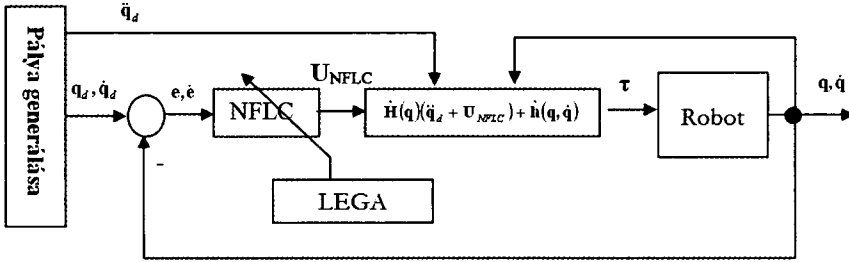 Pálya generálása
q̈_d
q_d, q̇_d
e, ė
-
NFLC
U_NFLC
Ḣ(q)(q̈_d + U_NFLC) + ḣ(q, q̇)
τ
Robot
q, q̇
LEGA